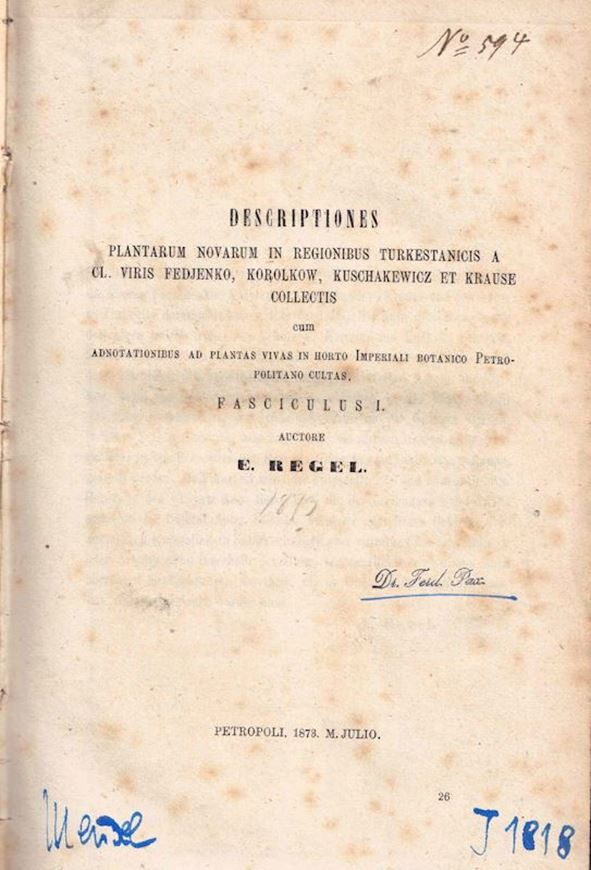 No 594
DESCRIPTIONES
PLANTARUM NOVARUM IN REGIONIBUS TURKESTANICIS A
CL. VIRIS FEDJENKO, KOROLKOW, KUSCHAKEWICZ ET KRAUSE
COLLECTIS
cum
ADNOTATIONIBUS AD PLANTAS VIVAS IN HORTO IMPERIALI BOTANICO PETRO-
POLITANO CULTAS.
FASCICULUS I.
AUCTORE
E. REGEL.
1873
Dr. Ferd. Pax.
PETROPOLI. 1873. M. JULIO.
26
J 1818